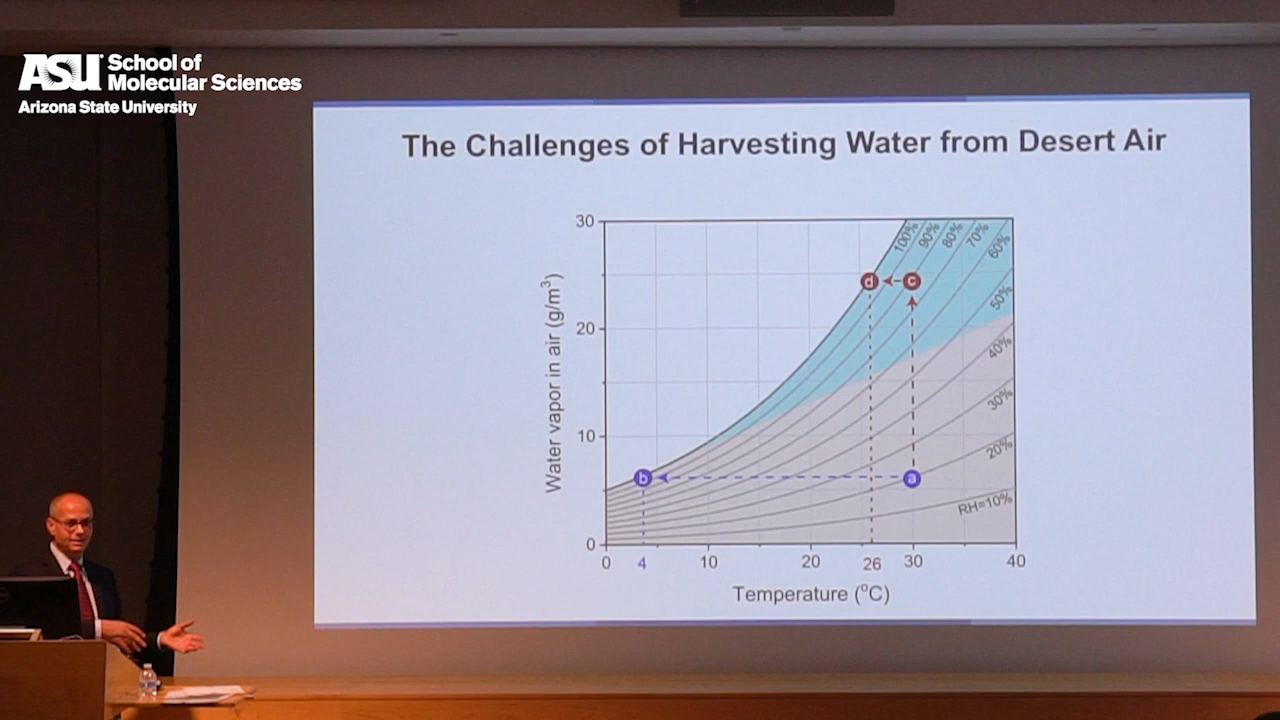 ASU School of
Molecular Sciences
Arizona State University
The Challenges of Harvesting Water from Desert Air
Water vapor in air (g/m³)
30
20
10
0
100% 90% 80% 70% 60%
50%
40%
30%
20%
RH=10%
d c
b a
0 4 10 20 26 30 40
Temperature (°C)